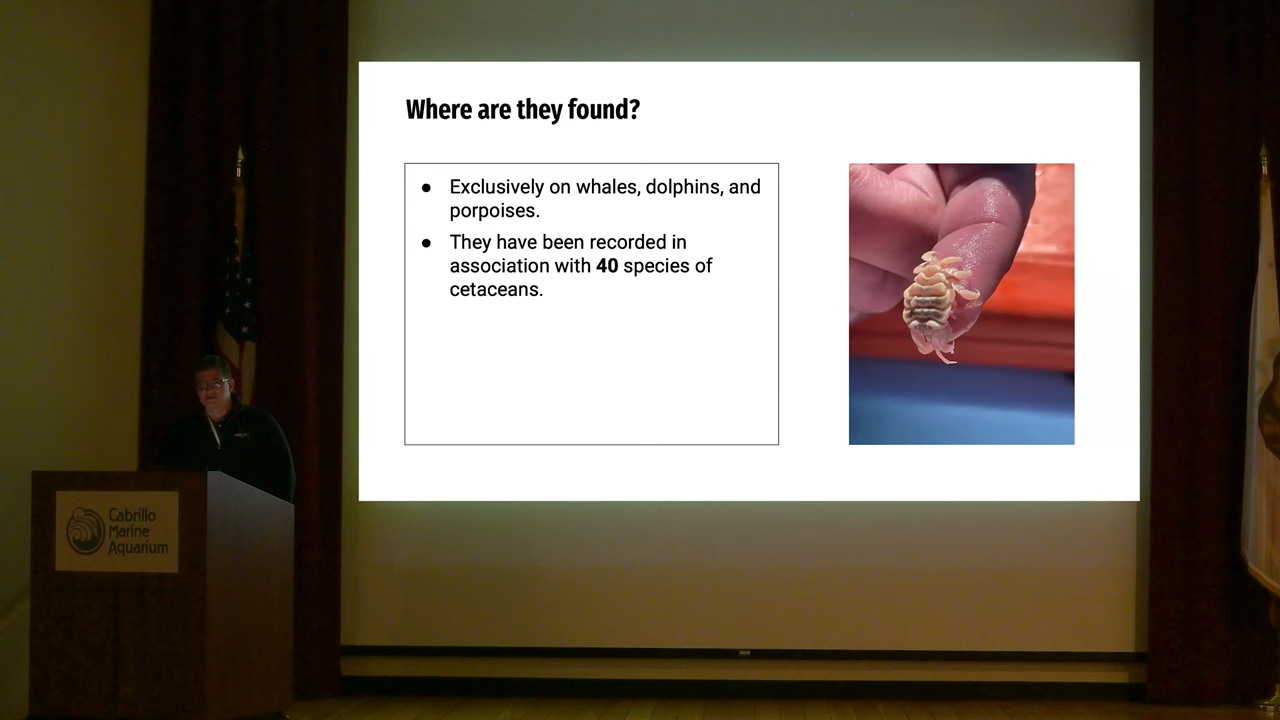 Where are they found?
● Exclusively on whales, dolphins, and
porpoises.
● They have been recorded in
association with 40 species of
cetaceans.
Cabrillo
Marine
Aquarium